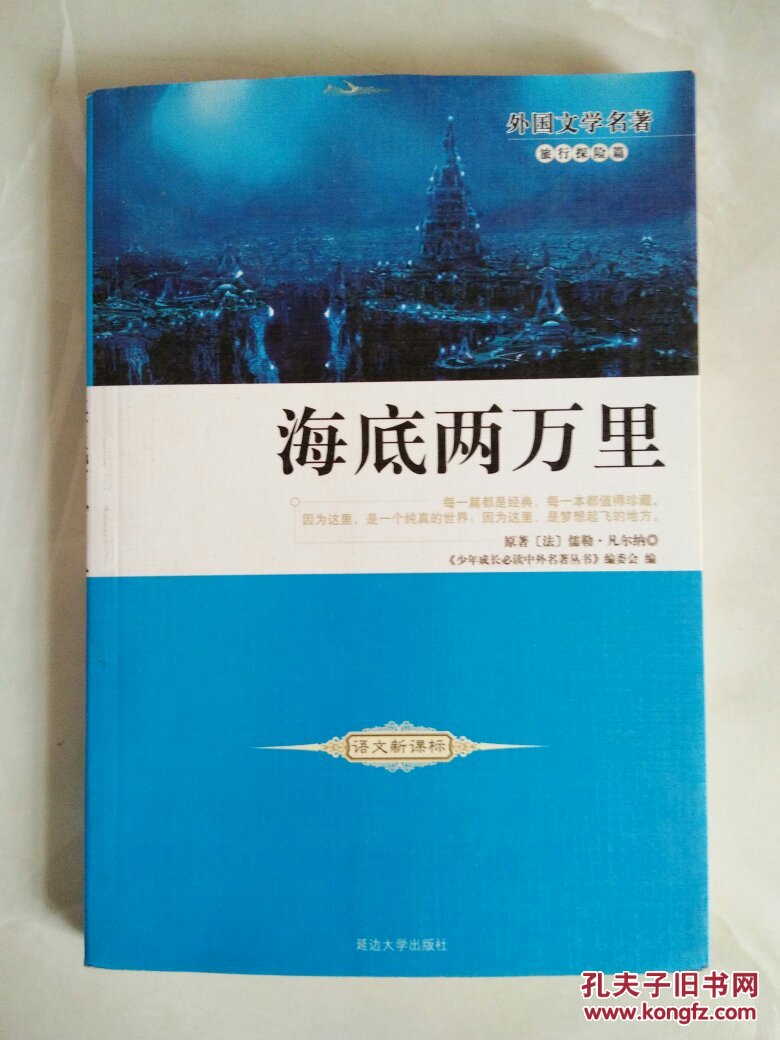 外国文学名著
旅行探险篇
海底两万里
每一篇都是经典，每一本都值得珍藏。
因为这里，是一个纯真的世界；因为这里，是梦想起飞的地方。
原著〔法〕儒勒·凡尔纳◎
《少年成长必读中外名著丛书》编委会 编
语文新课标
延边大学出版社
孔夫子旧书网
www.kongfz.com